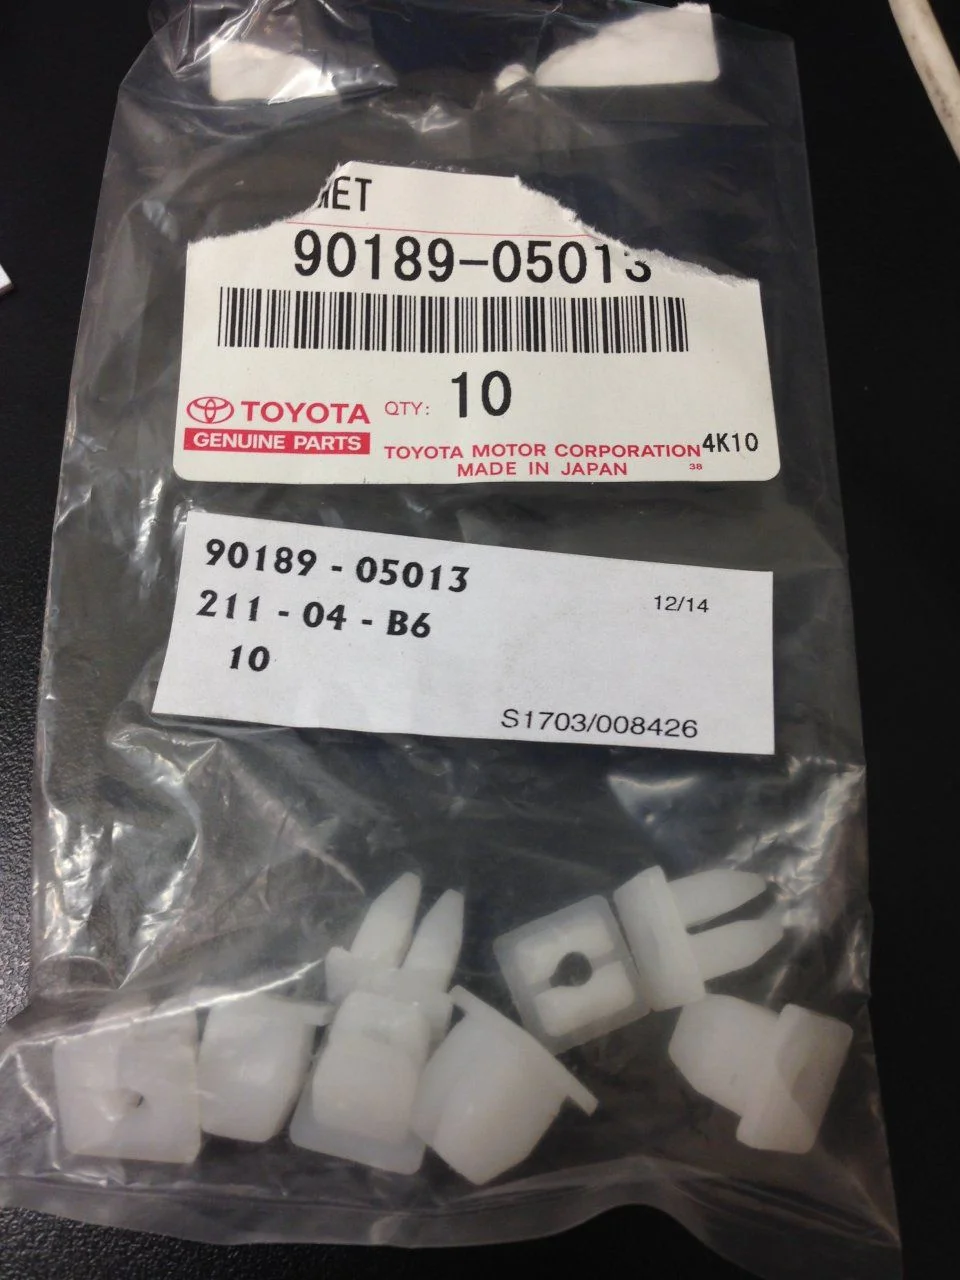 90189-05013
QTY: 10
TOYOTA
GENUINE PARTS
TOYOTA MOTOR CORPORATION 4K10
MADE IN JAPAN 38
90189 - 05013
12/14
211 - 04 - B6
10
S1703/008426